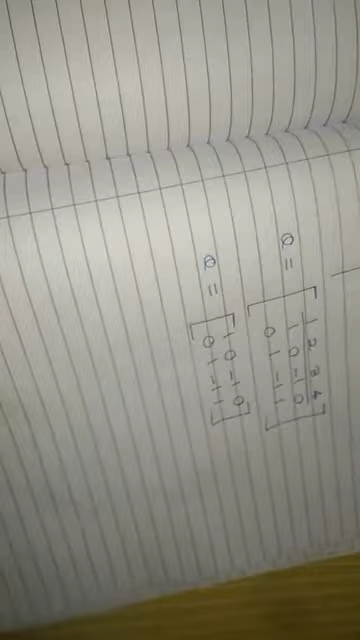 Q = [ 1 2 3 4
1 0 -1 0
0 1 -1 1 ]
Q = [ 1 0 -1 0
0 1 -1 1 ]